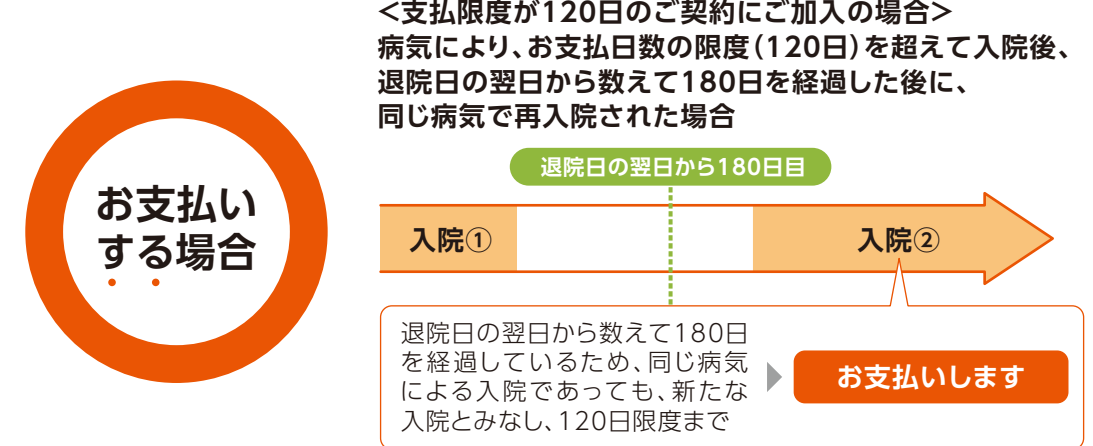 <支払限度が120日のご契約にご加入の場合>
病気により、お支払日数の限度(120日)を超えて入院後、
退院日の翌日から数えて180日を経過した後に、
同じ病気で再入院された場合
お支払い
する場合
退院日の翌日から180日目
入院①
入院②
退院日の翌日から数えて180日
を経過しているため、同じ病気
による入院であっても、新たな
入院とみなし、120日限度まで
お支払いします